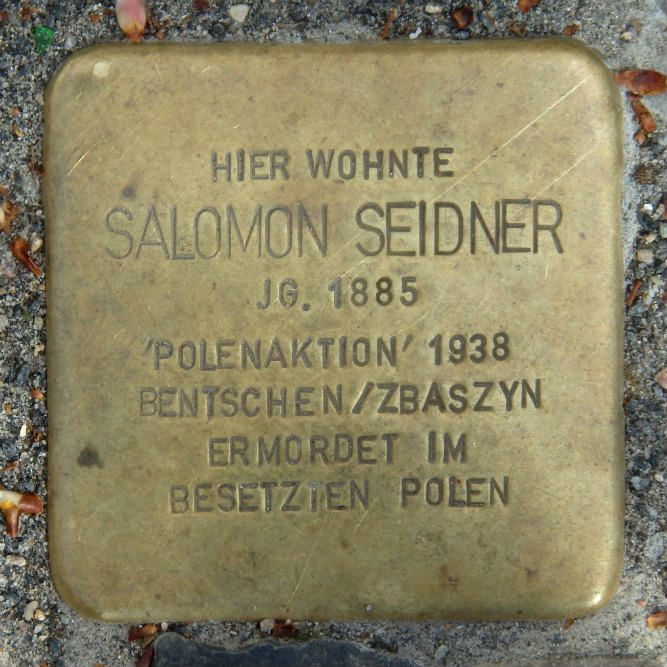 HIER WOHNTE
SALOMON SEIDNER
JG. 1885
'POLENAKTION' 1938
BENTSCHEN/ZBASZYN
ERMORDET IM
BESETZTEN POLEN